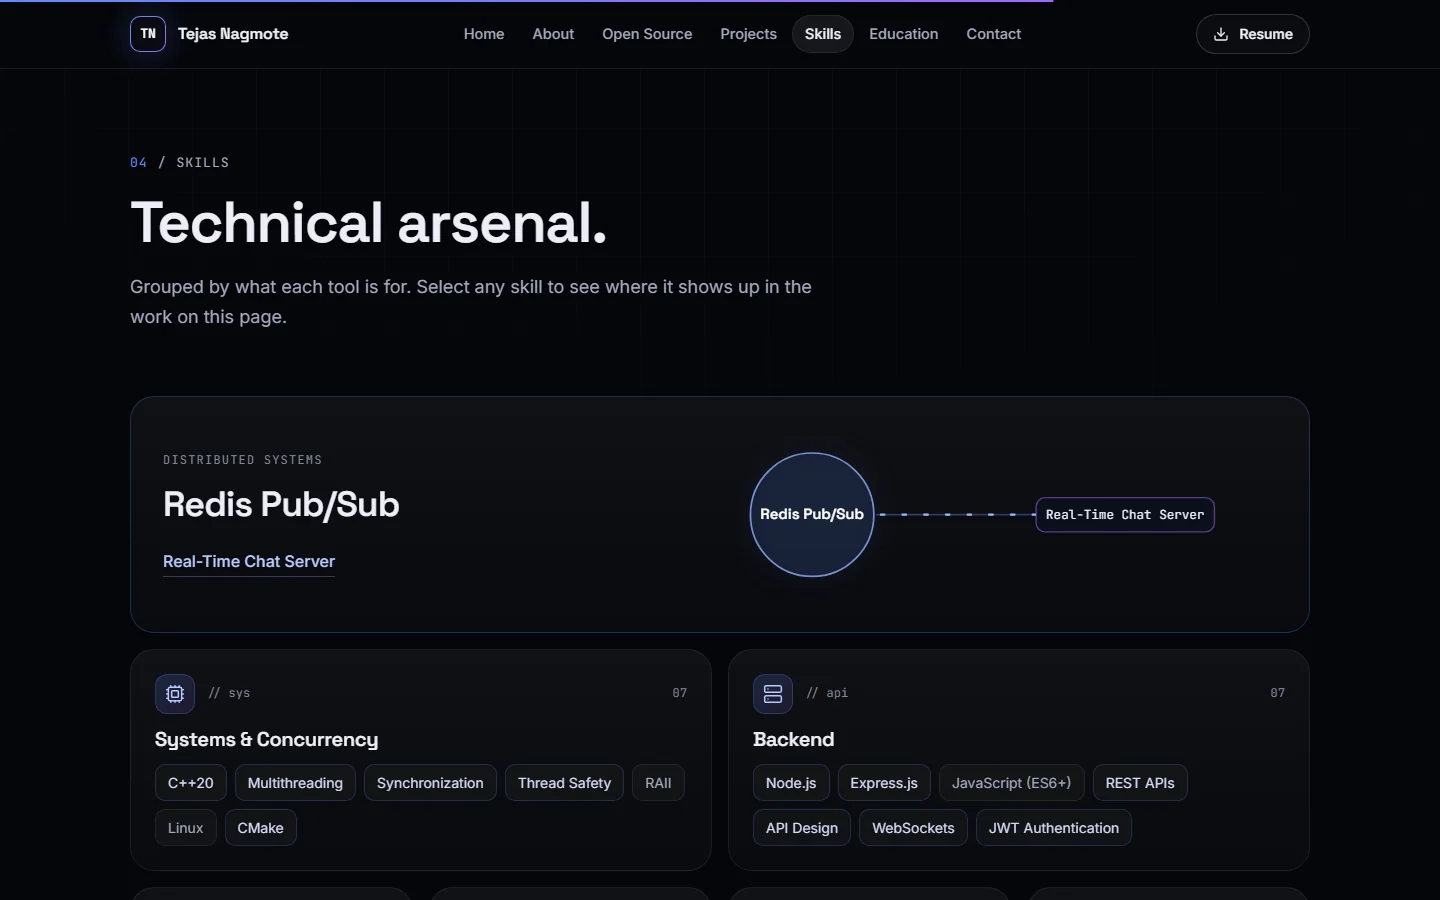 TN Tejas Nagmote Home About Open Source Projects Skills Education Contact Resume
04 / SKILLS
Technical arsenal.
Grouped by what each tool is for. Select any skill to see where it shows up in the
work on this page.
DISTRIBUTED SYSTEMS
Redis Pub/Sub
Real-Time Chat Server
Redis Pub/Sub
Real-Time Chat Server
// sys 07
Systems & Concurrency
C++20 Multithreading Synchronization Thread Safety RAII
Linux CMake
// api 07
Backend
Node.js Express.js JavaScript (ES6+) REST APIs
API Design WebSockets JWT Authentication